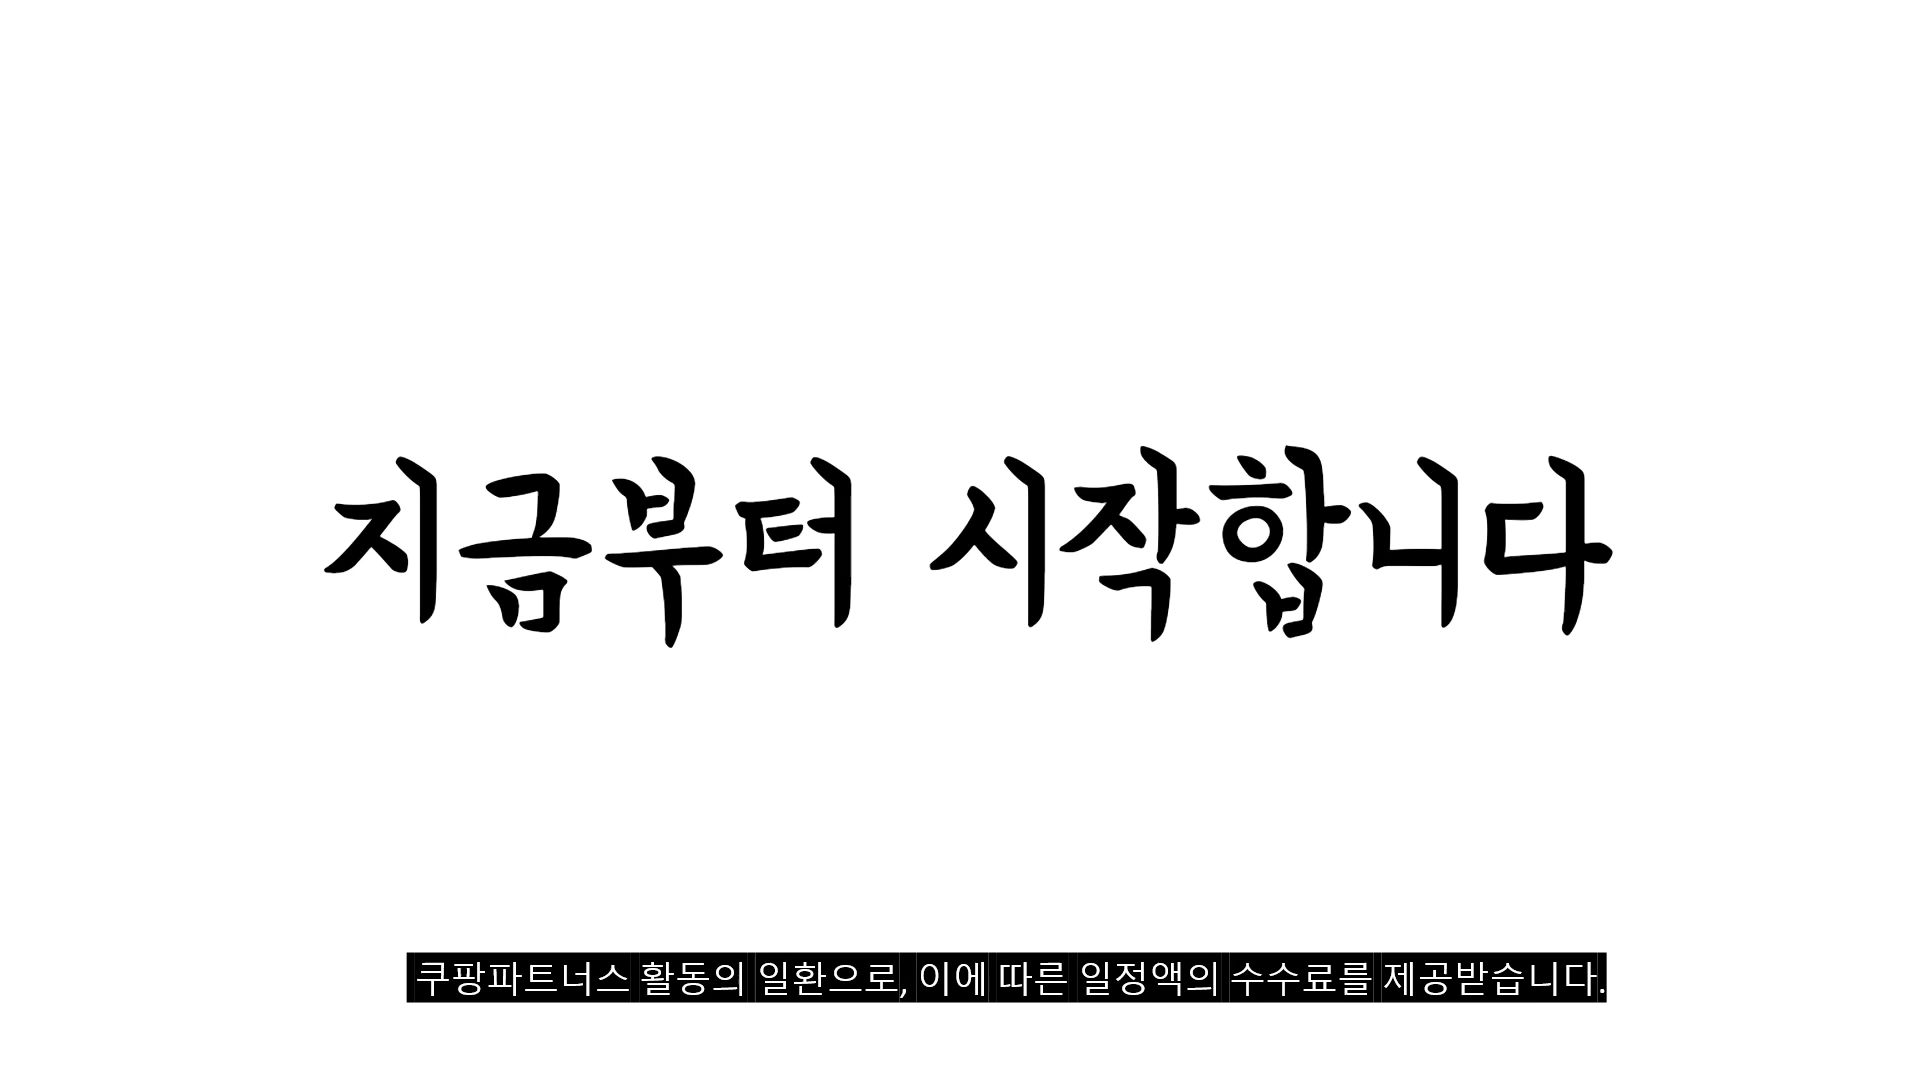 지금부터 시작합니다
쿠팡파트너스 활동의 일환으로, 이에 따른 일정액의 수수료를 제공받습니다.